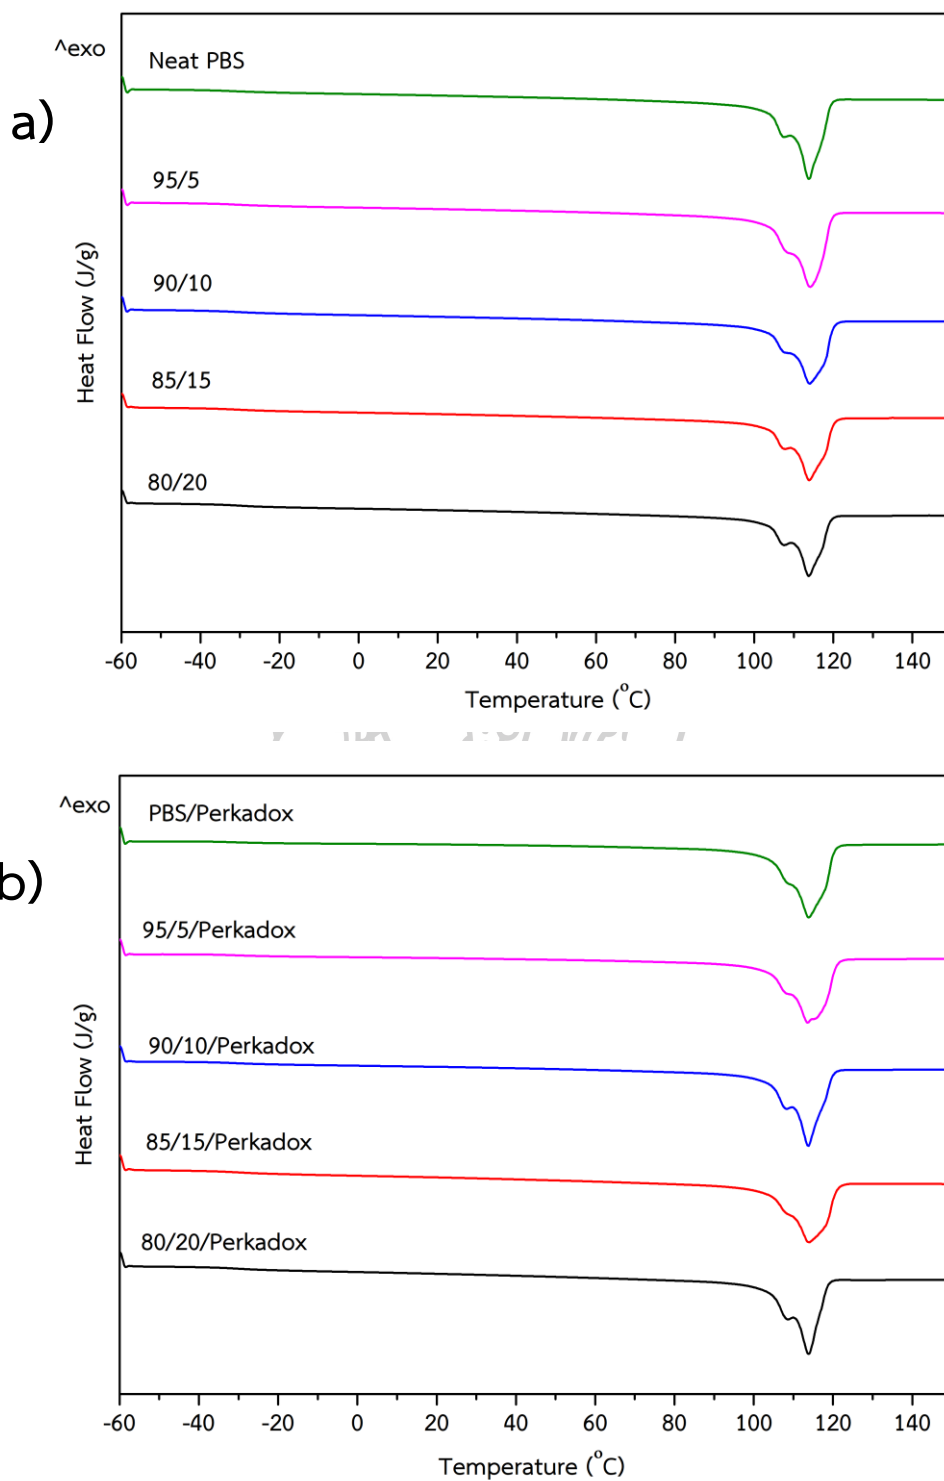 ^exo
a)
Neat PBS
95/5
90/10
85/15
80/20
Heat Flow (J/g)
-60 -40 -20 0 20 40 60 80 100 120 140
Temperature (°C)
^exo
b)
PBS/Perkadox
95/5/Perkadox
90/10/Perkadox
85/15/Perkadox
80/20/Perkadox
Heat Flow (J/g)
-60 -40 -20 0 20 40 60 80 100 120 140
Temperature (°C)